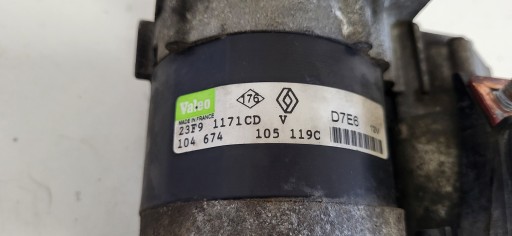 Valeo
176
D7E6
MADE IN FRANCE
23F9 1171CD V
104 674 105 119C